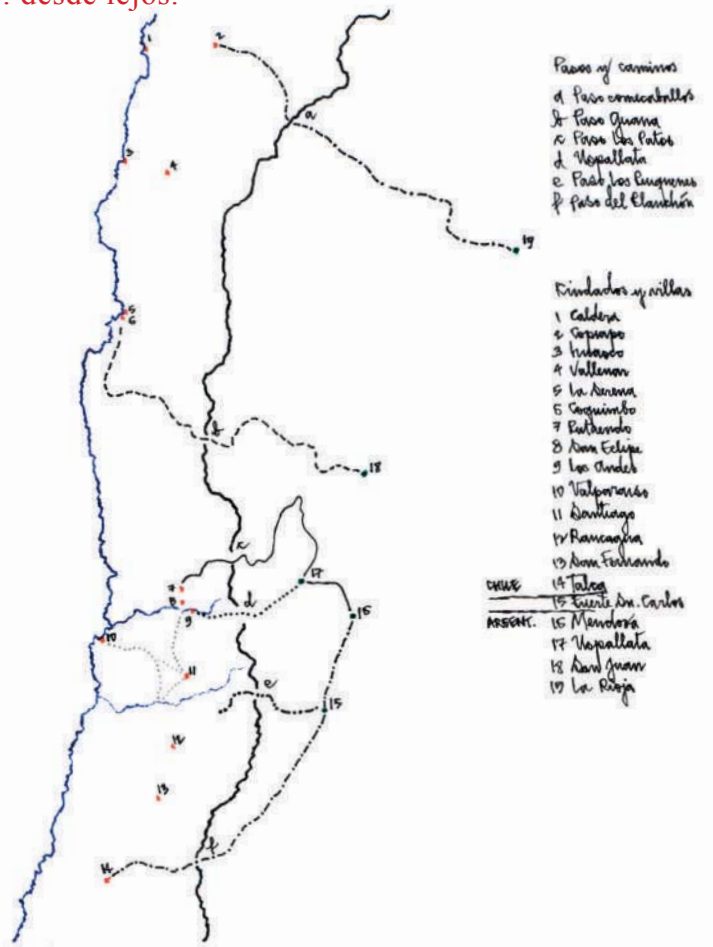 desde lejos.
1
2
a
3
4
19
5
6
b
18
c
17
7
8
9
d
16
10
11
e
15
12
13
f
14
Pasos y caminos
a Paso comecaballos
b Paso Guana
c Paso Los Patos
d Uspallata
e Paso Los Piuquenes
f paso del Planchón
Ciudades y villas
1 Caldera
2 Copiapo
3 Huasco
4 Vallenar
5 La Serena
6 Coquimbo
7 Putaendo
8 San Felipe
9 Los Andes
10 Valparaiso
11 Santiago
12 Rancagua
13 San Fernando
CHILE 14 Talca
15 Fuerte Sn. Carlos
ARGENT. 16 Mendoza
17 Uspallata
18 San Juan
19 La Rioja